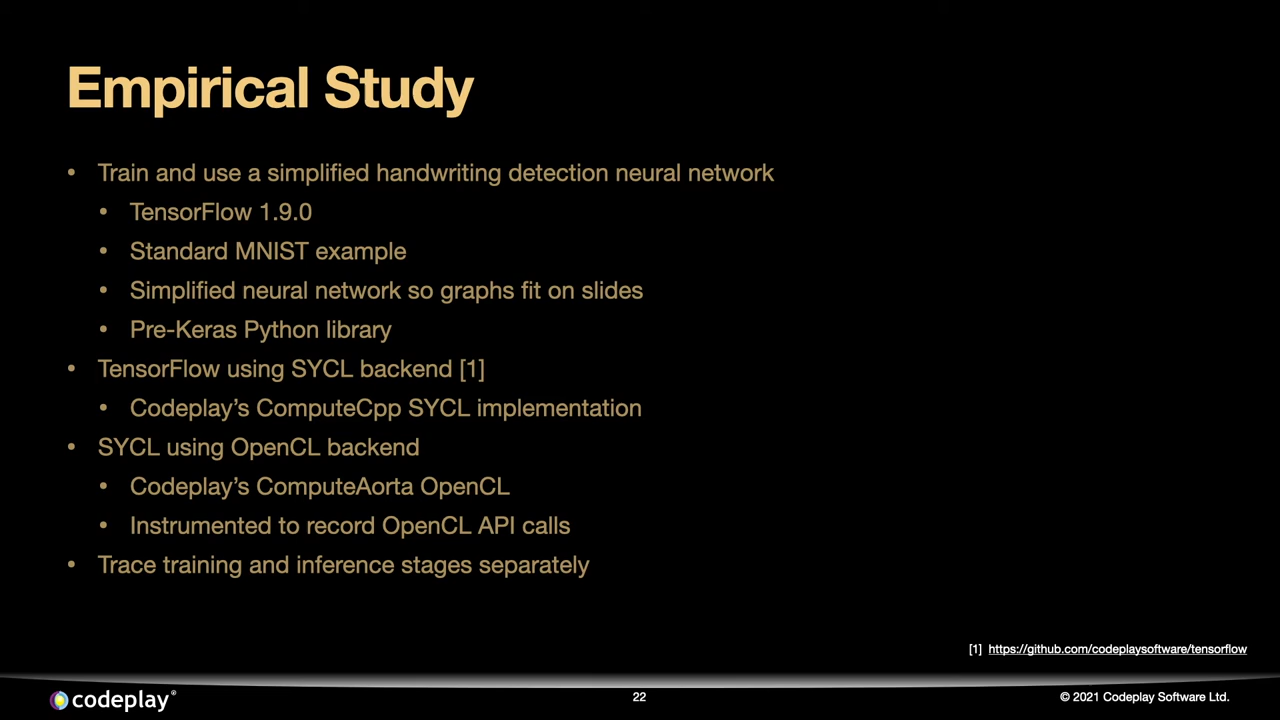 Empirical Study
• Train and use a simplified handwriting detection neural network
• TensorFlow 1.9.0
• Standard MNIST example
• Simplified neural network so graphs fit on slides
• Pre-Keras Python library
• TensorFlow using SYCL backend [1]
• Codeplay’s ComputeCpp SYCL implementation
• SYCL using OpenCL backend
• Codeplay’s ComputeAorta OpenCL
• Instrumented to record OpenCL API calls
• Trace training and inference stages separately
[1] https://github.com/codeplaysoftware/tensorflow
codeplay®
22
© 2021 Codeplay Software Ltd.